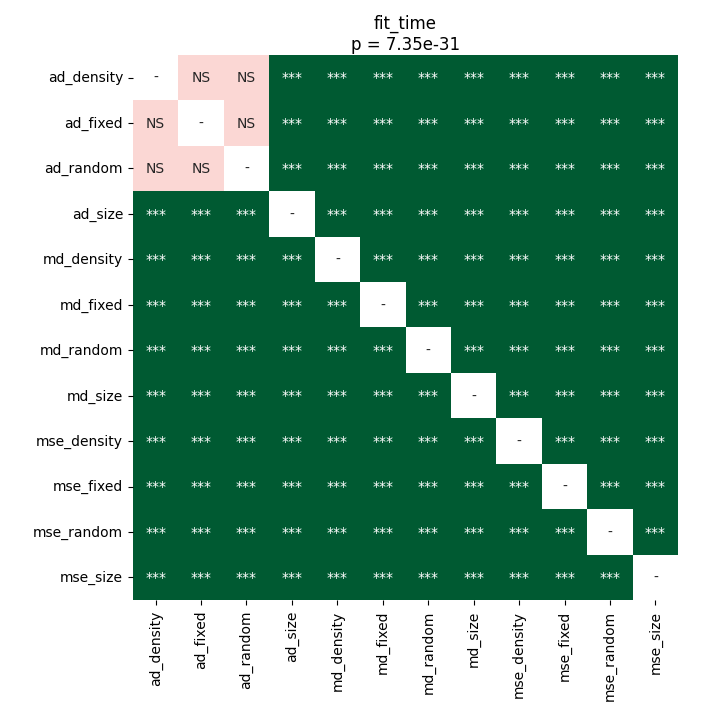 fit_time
p = 7.35e-31
ad_density - NS NS *** *** *** *** *** *** *** *** ***
ad_fixed NS - NS *** *** *** *** *** *** *** *** ***
ad_random NS NS - *** *** *** *** *** *** *** *** ***
ad_size *** *** *** - *** *** *** *** *** *** *** ***
md_density *** *** *** *** - *** *** *** *** *** *** ***
md_fixed *** *** *** *** *** - *** *** *** *** *** ***
md_random *** *** *** *** *** *** - *** *** *** *** ***
md_size *** *** *** *** *** *** *** - *** *** *** ***
mse_density *** *** *** *** *** *** *** *** - *** *** ***
mse_fixed *** *** *** *** *** *** *** *** *** - *** ***
mse_random *** *** *** *** *** *** *** *** *** *** - ***
mse_size *** *** *** *** *** *** *** *** *** *** *** -
ad_density
ad_fixed
ad_random
ad_size
md_density
md_fixed
md_random
md_size
mse_density
mse_fixed
mse_random
mse_size